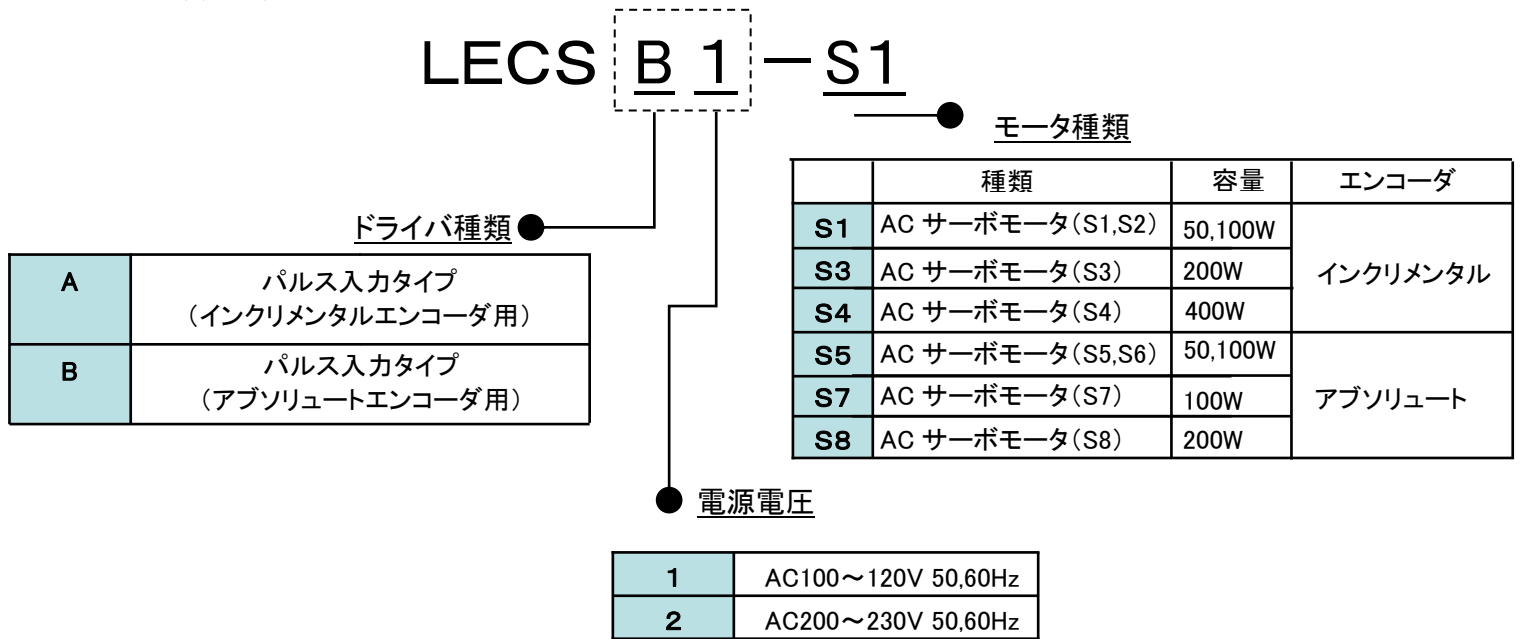 LECS B 1 － S1
モータ種類
種類 容量 エンコーダ
S1 AC サーボモータ(S1,S2) 50,100W
S3 AC サーボモータ(S3) 200W インクリメンタル
S4 AC サーボモータ(S4) 400W
S5 AC サーボモータ(S5,S6) 50,100W
S7 AC サーボモータ(S7) 100W アブソリュート
S8 AC サーボモータ(S8) 200W
ドライバ種類
A パルス入力タイプ
(インクリメンタルエンコーダ用)
B パルス入力タイプ
(アブソリュートエンコーダ用)
電源電圧
1 AC100～120V 50,60Hz
2 AC200～230V 50,60Hz